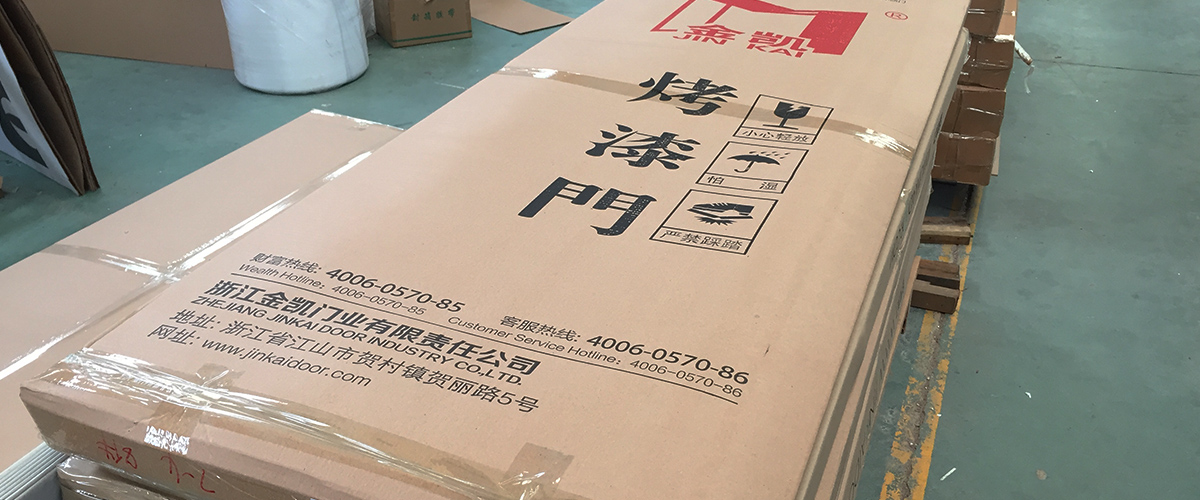 金凯
JIN KAI
®
烤漆門
小心轻放
怕 湿
严禁踩踏
财富热线: 4006-0570-85
Wealth Hotline: 4006-0570-85
客服热线: 4006-0570-86
Customer Service Hotline: 4006-0570-86
浙江金凯门业有限责任公司
ZHEJIANG JINKAI DOOR INDUSTRY CO.,LTD.
地址: 浙江省江山市贺村镇贺丽路5号
网址: www.jinkaidoor.com